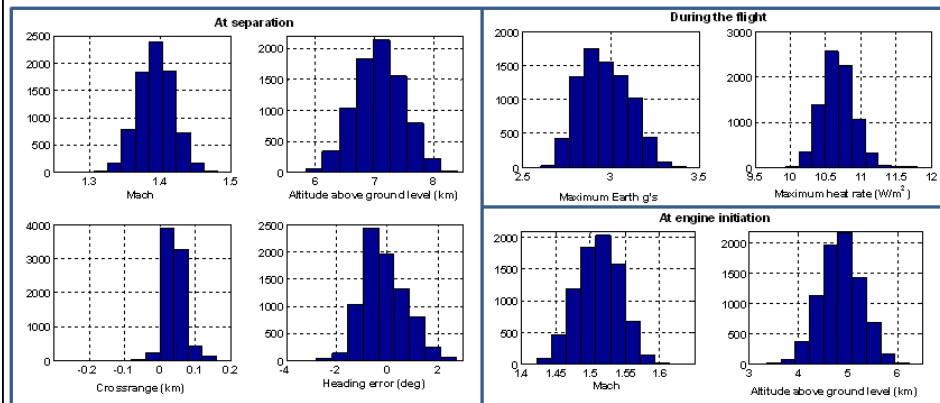 At separation
2500
2000
1500
1000
500
0
1.3 1.4 1.5
Mach
2000
1500
1000
500
0
6 7 8
Altitude above ground level (km)
4000
3000
2000
1000
0
-0.2 -0.1 0 0.1 0.2
Crossrange (km)
2500
2000
1500
1000
500
0
-4 -2 0 2
Heading error (deg)
During the flight
2000
1500
1000
500
0
2.5 3 3.5
Maximum Earth g's
3000
2000
1000
0
9.5 10 10.5 11 11.5 12
Maximum heat rate (W/m²)
At engine initiation
2000
1500
1000
500
0
1.4 1.45 1.5 1.55 1.6
Mach
2000
1500
1000
500
0
3 4 5 6
Altitude above ground level (km)